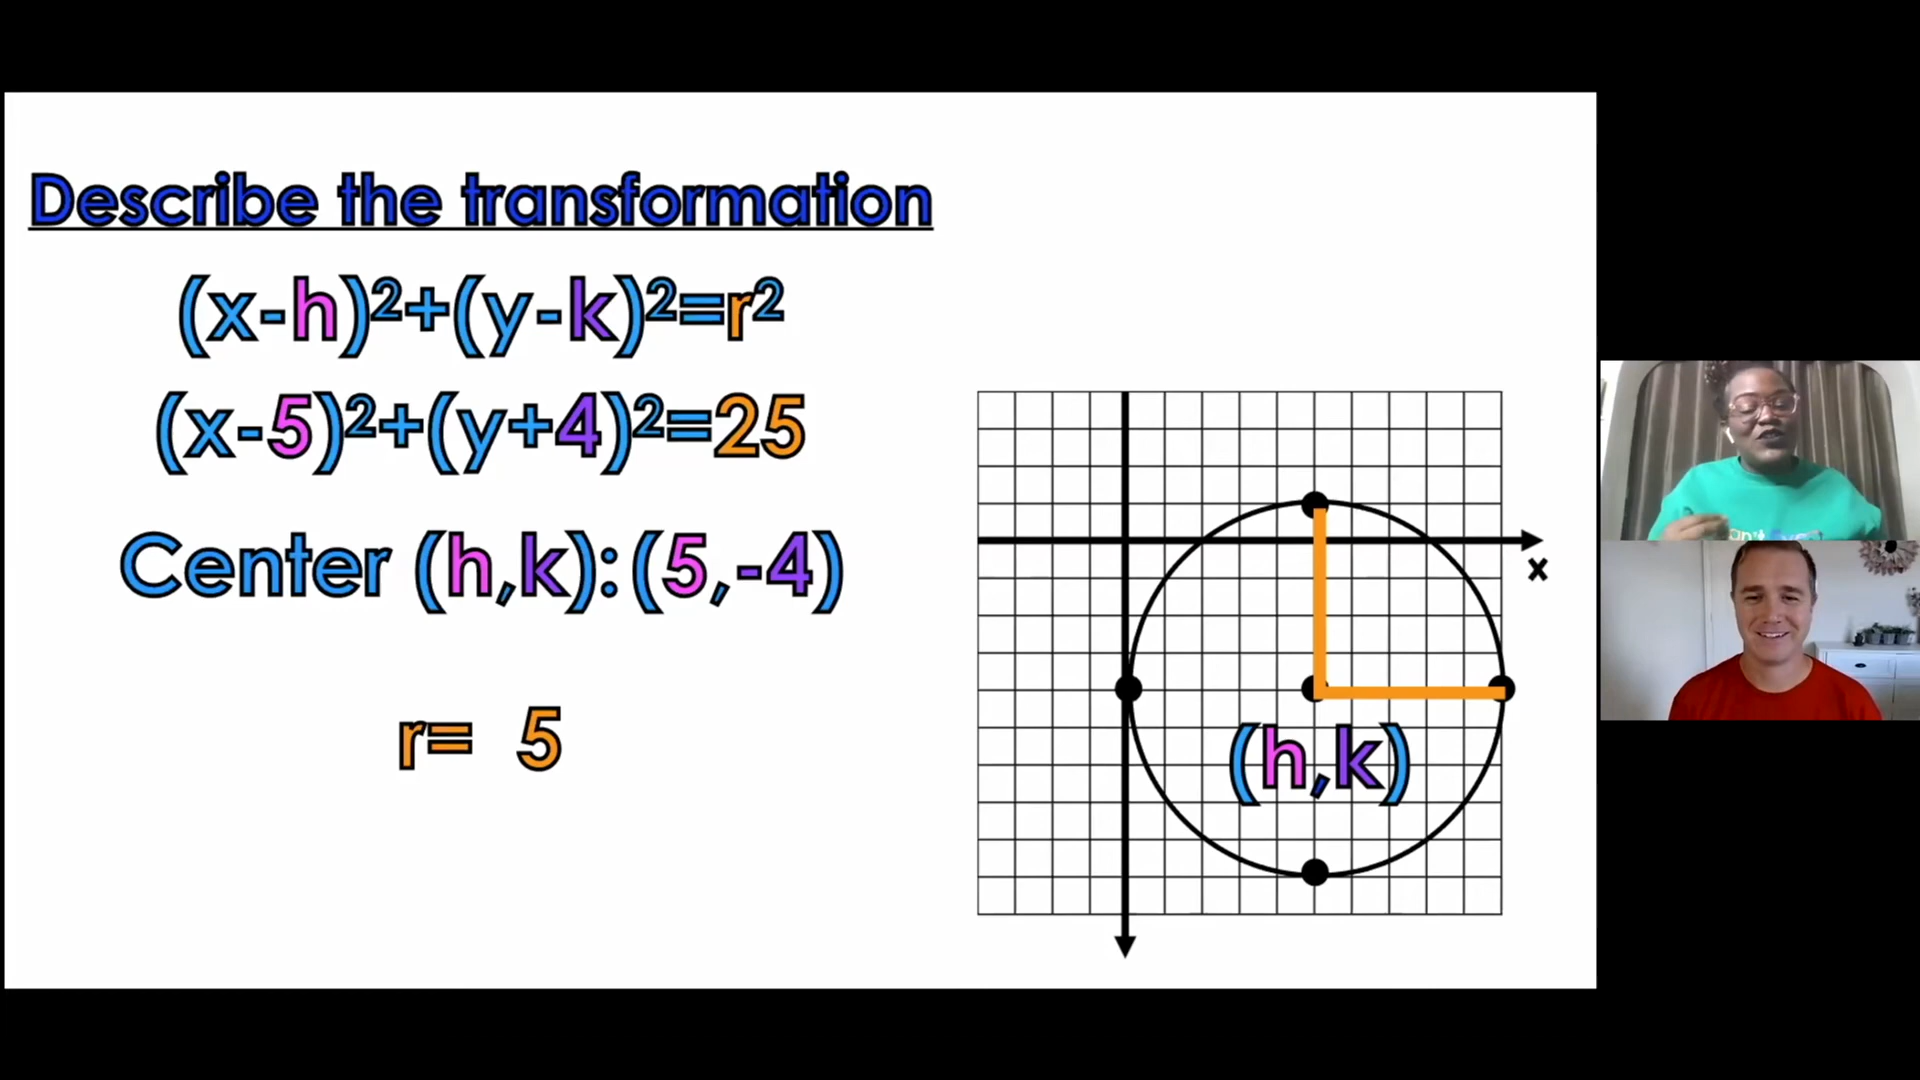 Describe the transformation
(x-h)²+(y-k)²=r²
(x-5)²+(y+4)²=25
Center (h,k):(5,-4)
r= 5
x
(h,k)